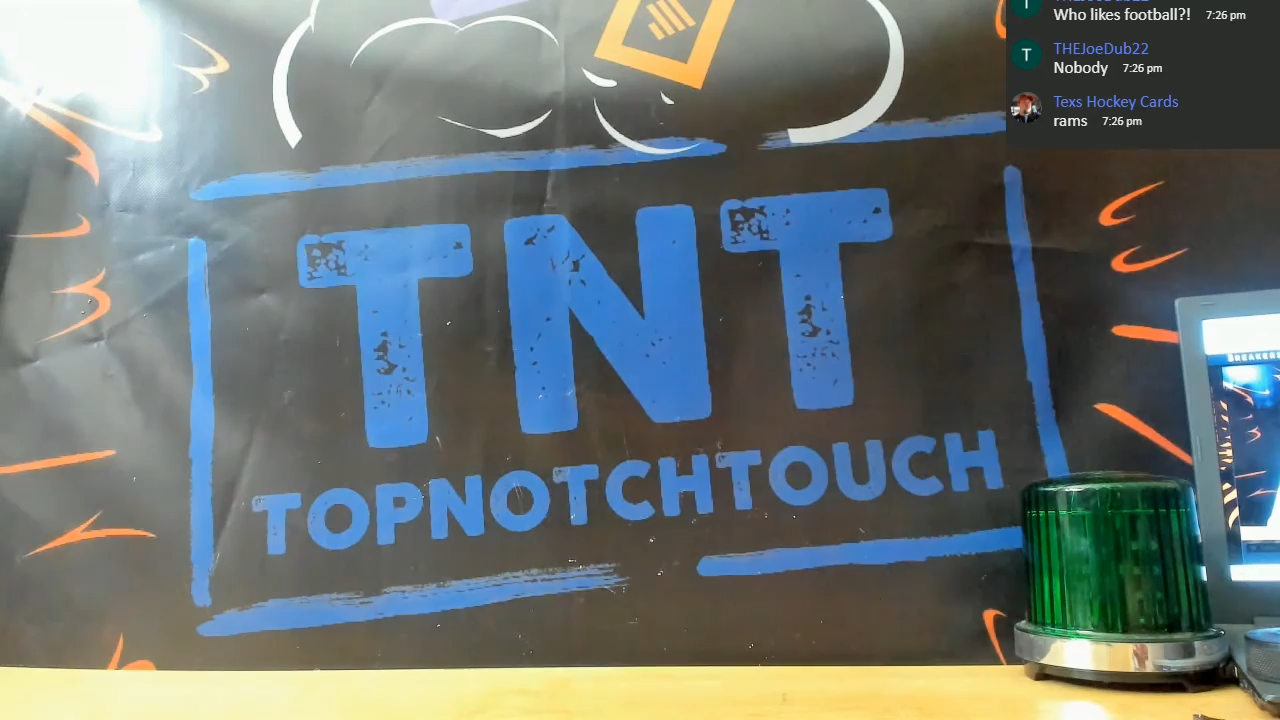 Who likes football?! 7:26 pm
THEJoeDub22
Nobody 7:26 pm
Texs Hockey Cards
rams 7:26 pm
T
T
TNT
TOPNOTCHTOUCH